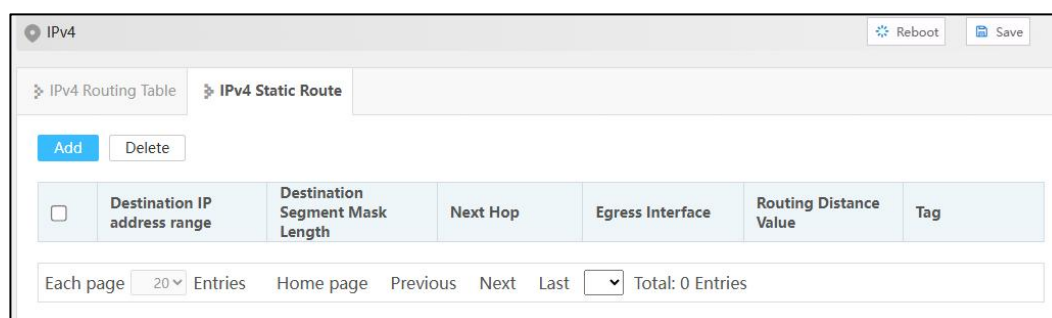 IPv4 Reboot Save
IPv4 Routing Table IPv4 Static Route
Add Delete
Destination IP address range
Destination Segment Mask Length
Next Hop
Egress Interface
Routing Distance Value
Tag
Each page 20 Entries Home page Previous Next Last Total: 0 Entries